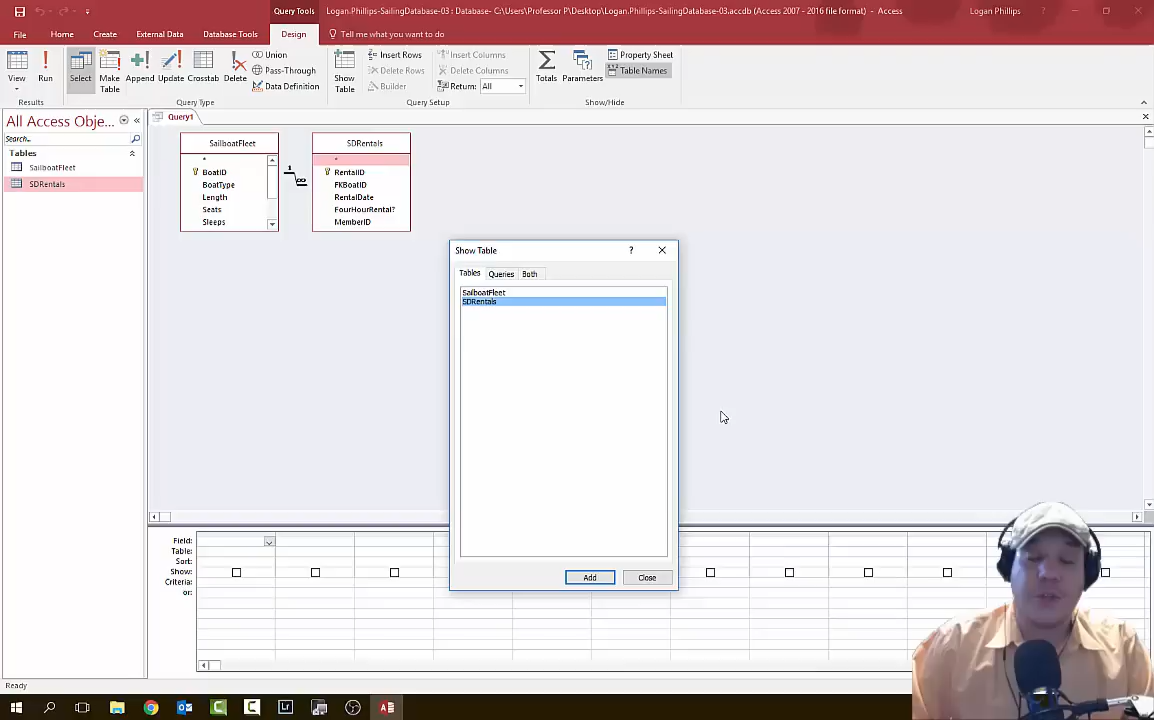 Query Tools
Logan.Phillips-SailingDatabase-03 : Database- C:\Users\Professor P\Desktop\Logan.Phillips-SailingDatabase-03.accdb (Access 2007 - 2016 file format) - Access
Logan Phillips
?
File
Home
Create
External Data
Database Tools
Design
Tell me what you want to do
View
Run
Select
Make Table
Append
Update
Crosstab
Delete
Union
Pass-Through
Data Definition
Show Table
Insert Rows
Delete Rows
Builder
Insert Columns
Delete Columns
Return: All
Totals
Parameters
Property Sheet
Table Names
Results
Query Type
Query Setup
Show/Hide
All Access Obje...
Search...
Tables
SailboatFleet
SDRentals
Query1
SailboatFleet
*
BoatID
BoatType
Length
Seats
Sleeps
1
∞
SDRentals
*
RentalID
FKBoatID
RentalDate
FourHourRental?
MemberID
Show Table
?
Tables
Queries
Both
SailboatFleet
SDRentals
Add
Close
Field:
Table:
Sort:
Show:
Criteria:
or:
Ready